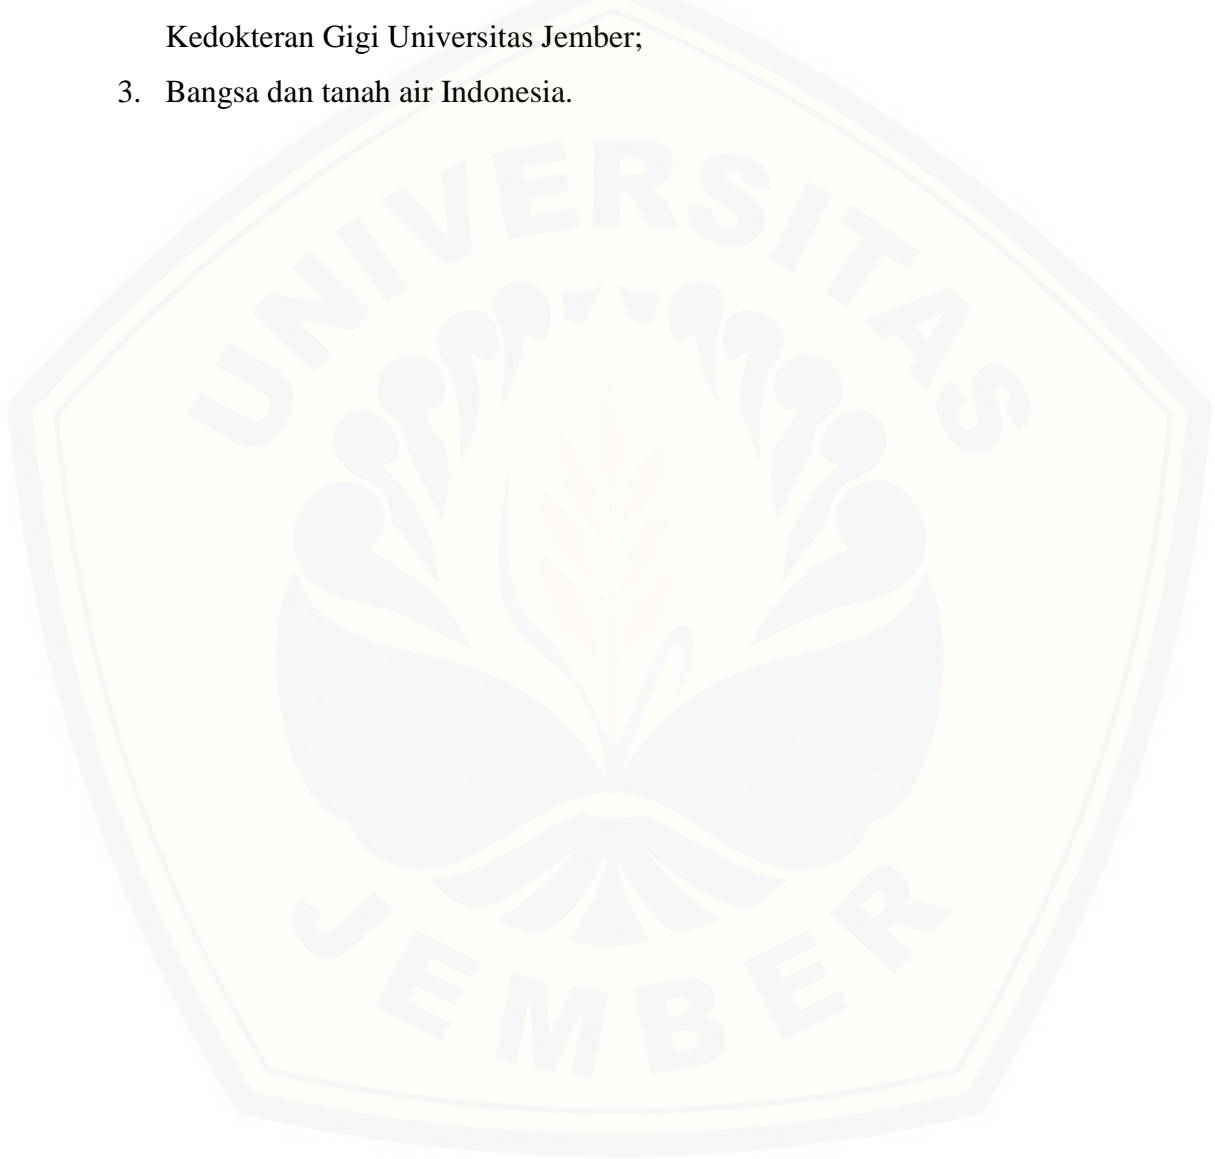 Kedokteran Gigi Universitas Jember;
3. Bangsa dan tanah air Indonesia.
UNIVERSITAS
JEMBER